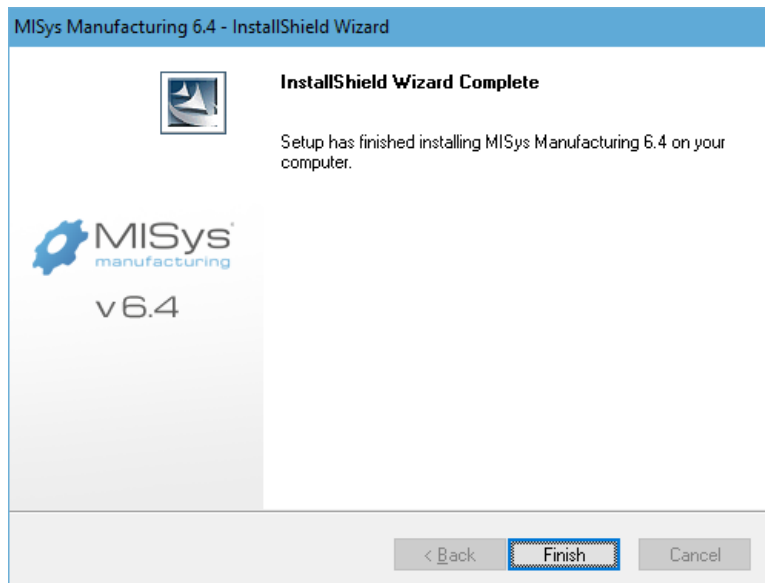 MISys Manufacturing 6.4 - InstallShield Wizard
InstallShield Wizard Complete
Setup has finished installing MISys Manufacturing 6.4 on your
computer.
MISys
manufacturing
v 6.4
< Back
Finish
Cancel